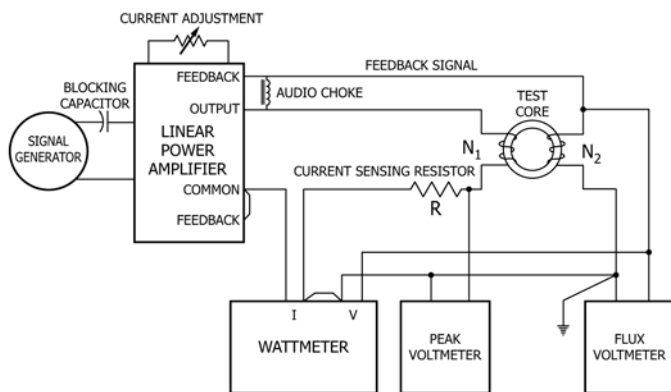 CURRENT ADJUSTMENT
BLOCKING
CAPACITOR
SIGNAL
GENERATOR
FEEDBACK
OUTPUT
LINEAR
POWER
AMPLIFIER
COMMON
FEEDBACK
AUDIO CHOKE
FEEDBACK SIGNAL
TEST
CORE
N1
N2
CURRENT SENSING RESISTOR
R
I V
WATTMETER
PEAK
VOLTMETER
FLUX
VOLTMETER